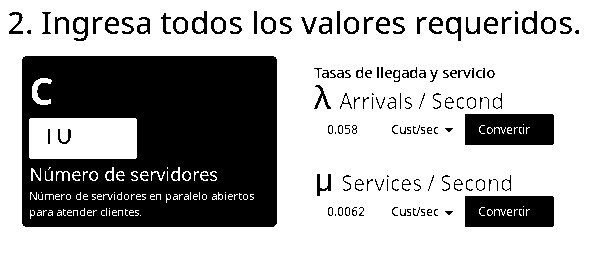 2. Ingresa todos los valores requeridos.
C
Número de servidores
Número de servidores en paralelo abiertos
para atender clientes.
Tasas de llegada y servicio
λ Arrivals / Second
0.058 Cust/sec Convertir
μ Services / Second
0.0062 Cust/sec Convertir